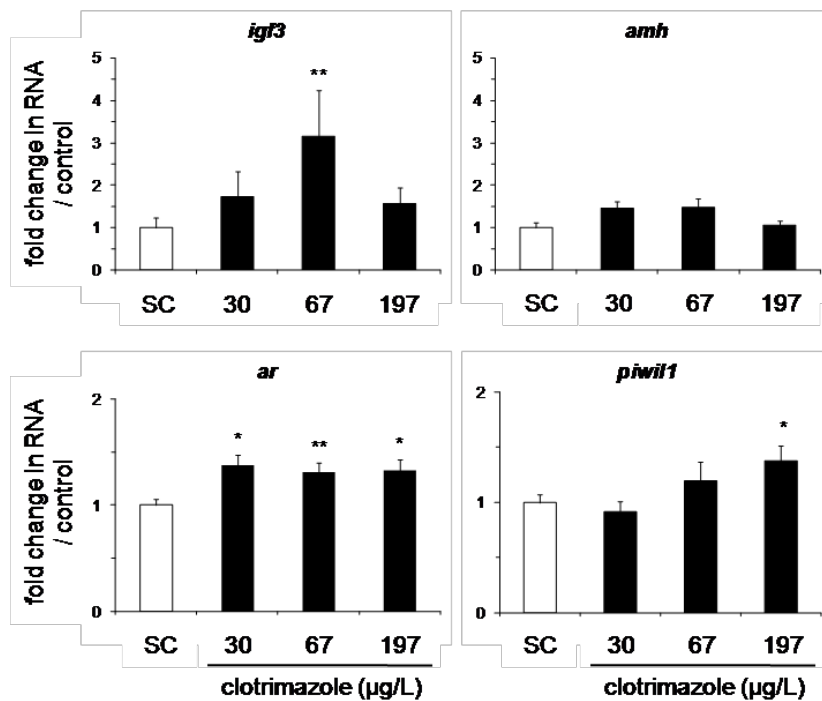 igf3
amh
fold change In RNA
/ control
5
4
3
2
1
0
**
SC 30 67 197
5
4
3
2
1
0
SC 30 67 197
ar
piwil1
fold change In RNA
/ control
2
1
0
* ** *
SC 30 67 197
clotrimazole (µg/L)
2
1
0
*
SC 30 67 197
clotrimazole (µg/L)